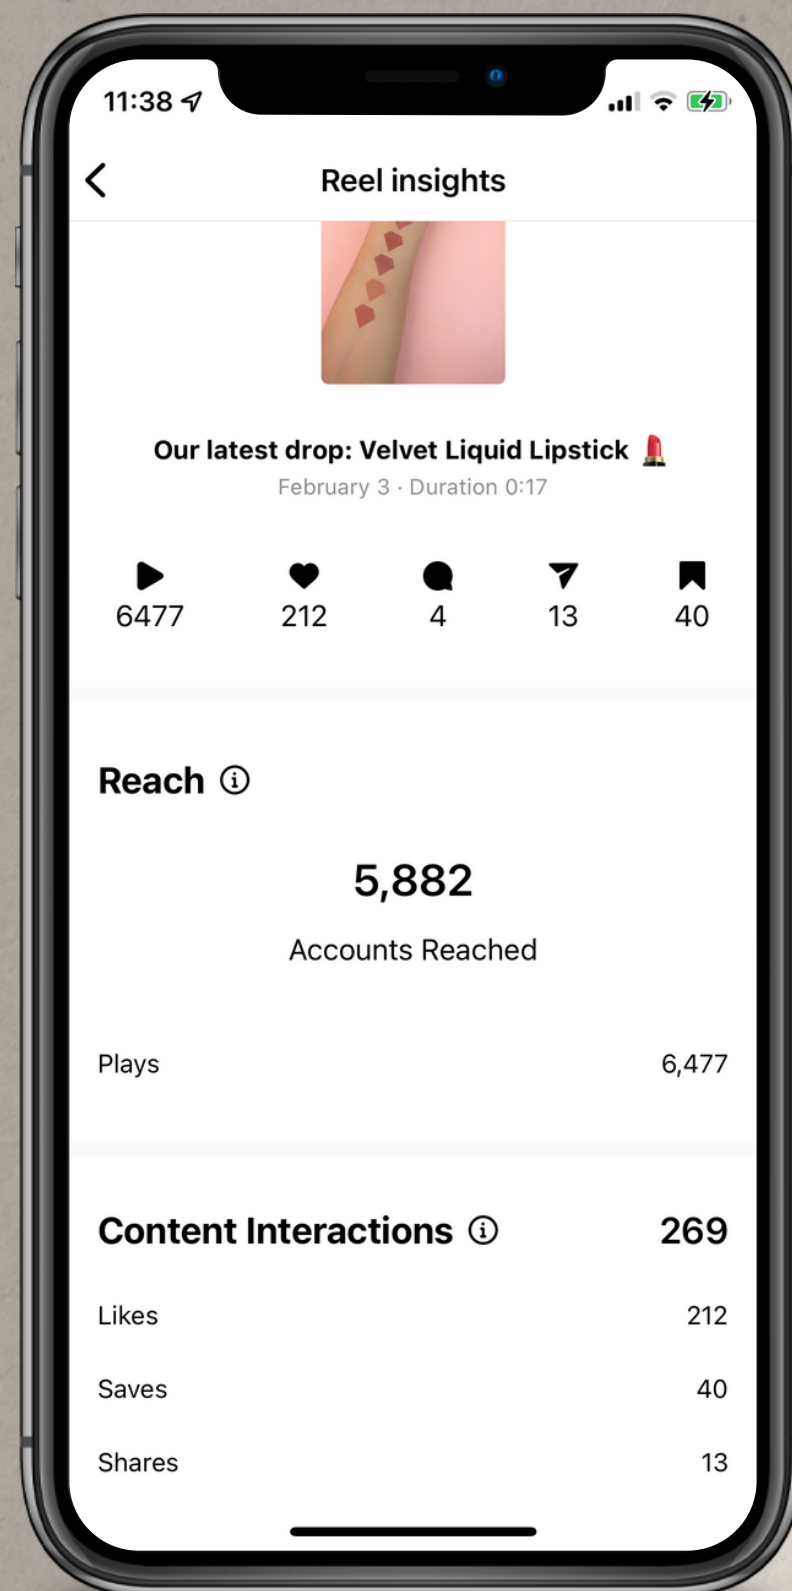 11:38
Reel insights
Our latest drop: Velvet Liquid Lipstick 💄
February 3 · Duration 0:17
6477 212 4 13 40
Reach
5,882
Accounts Reached
Plays 6,477
Content Interactions 269
Likes 212
Saves 40
Shares 13